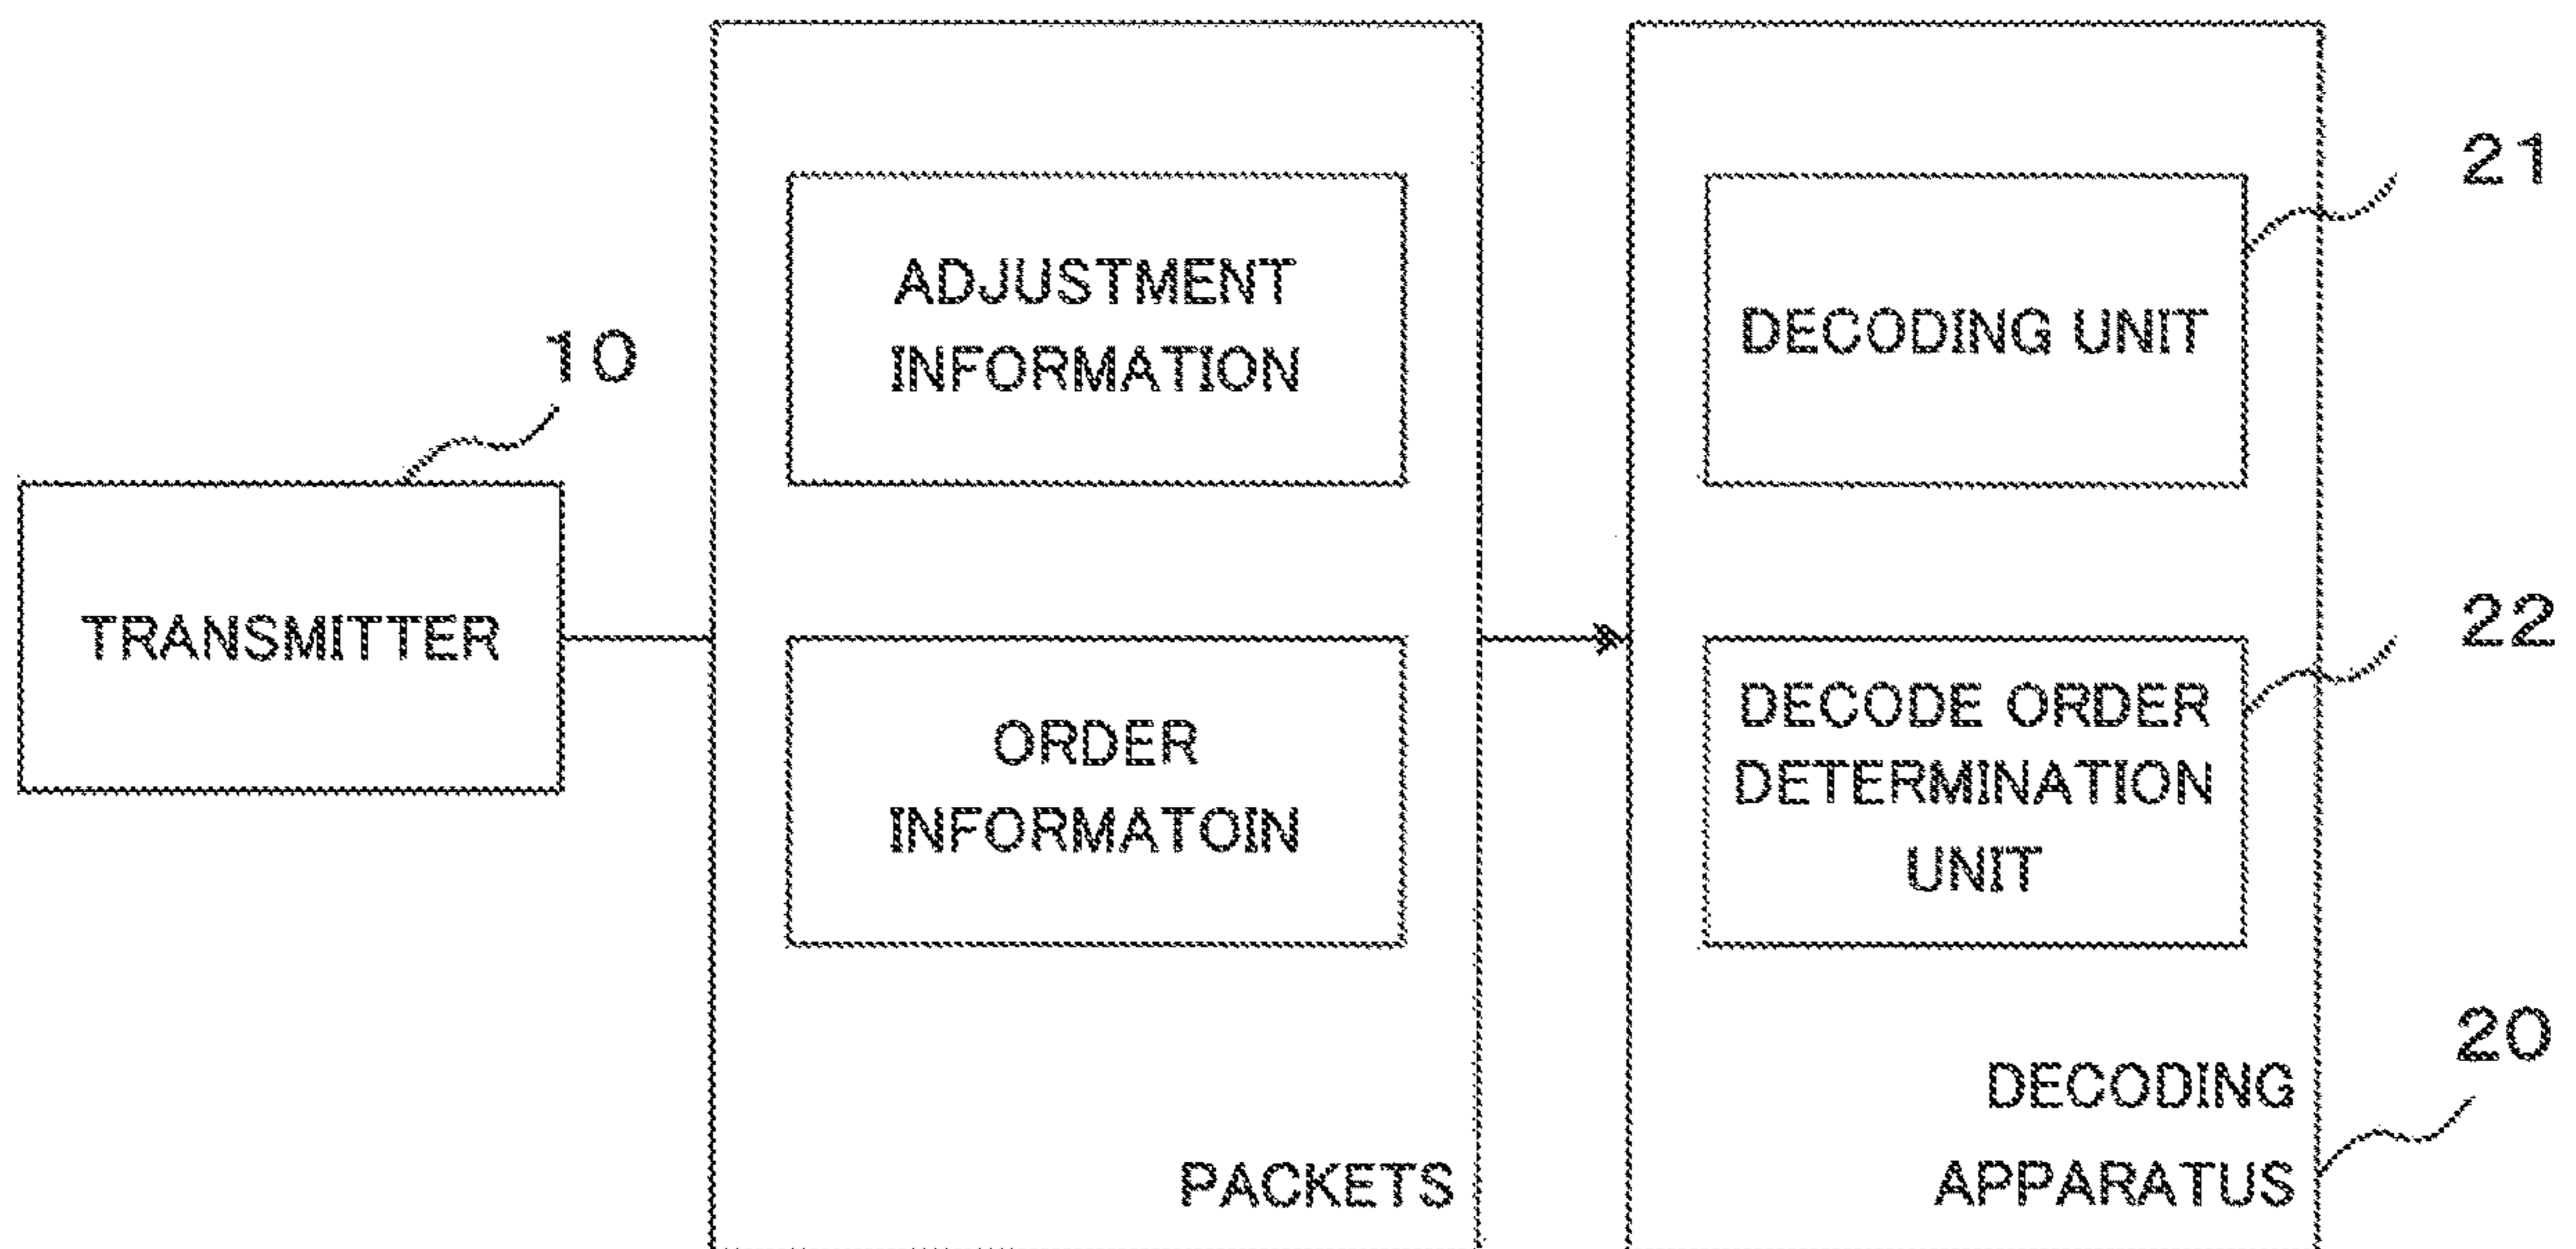 10
TRANSMITTER
ADJUSTMENT
INFORMATION
ORDER
INFORMATOIN
PACKETS
21
DECODING UNIT
22
DECODE ORDER
DETERMINATION
UNIT
20
DECODING
APPARATUS